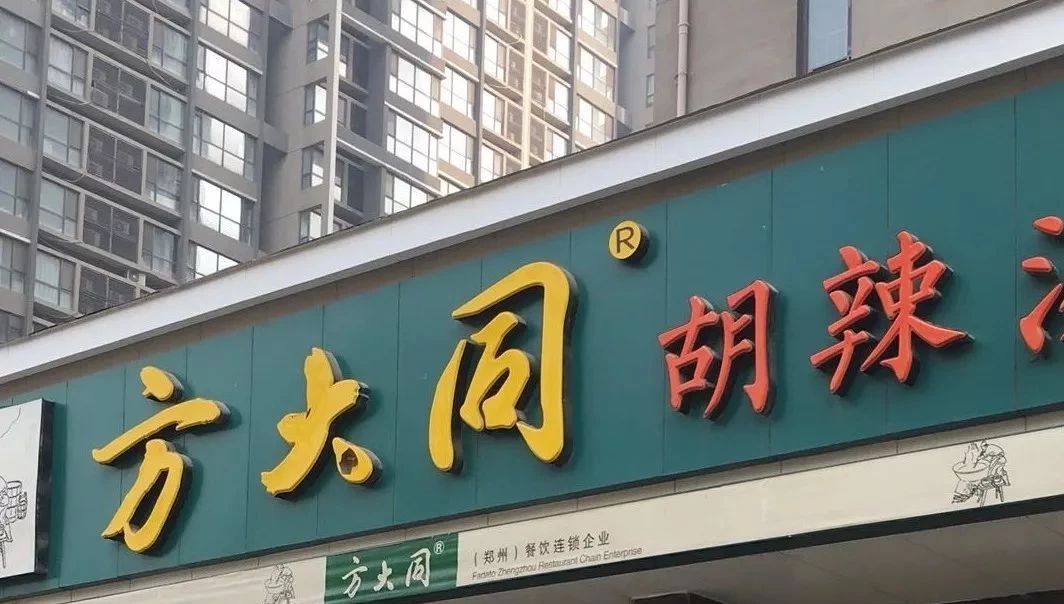 方大同®
胡辣
方大同®
(郑州)餐饮连锁企业
Fadato Zhengzhou Restaurant Chain Enterprise